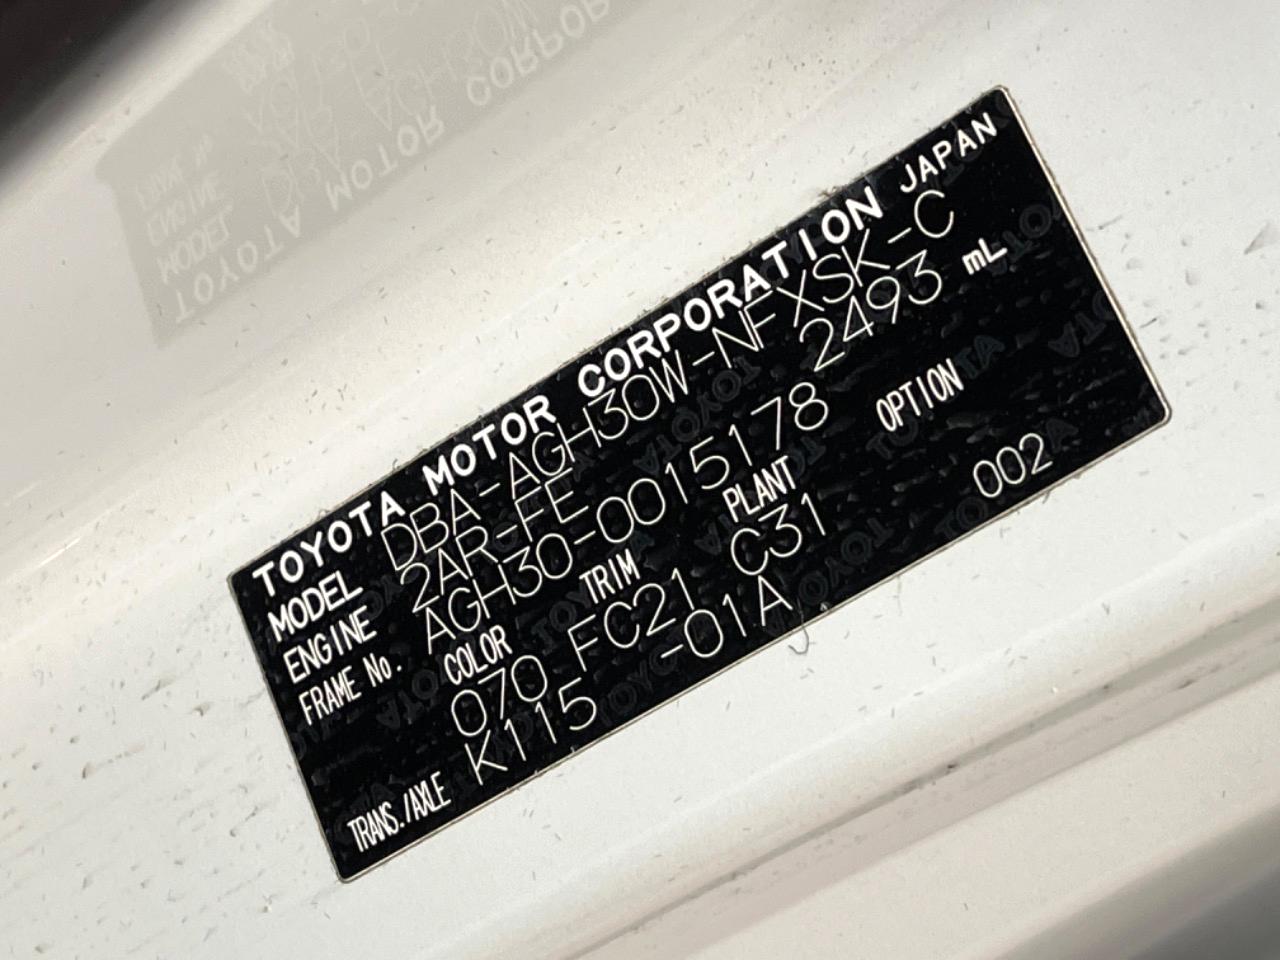 TOYOTA MOTOR CORPORATION JAPAN
MODEL DBA-AGH30W-NFXSK-C
ENGINE 2AR-FE 2493 mL
FRAME No. AGH30-0015178
COLOR TRIM PLANT OPTION
070 FC21 C31 002
TRANS./AXLE K115 -01A